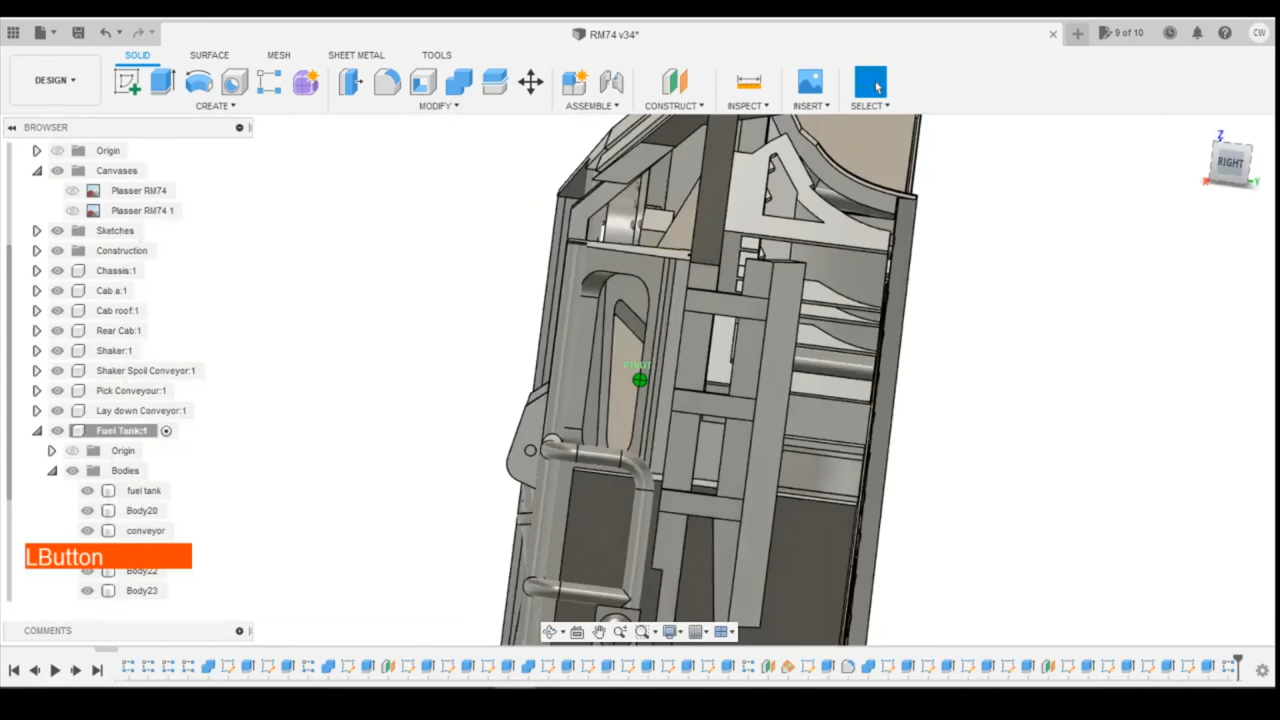 RM74 v34*
9 of 10
CW
DESIGN
SOLID
SURFACE
MESH
SHEET METAL
TOOLS
CREATE
MODIFY
ASSEMBLE
CONSTRUCT
INSPECT
INSERT
SELECT
BROWSER
Origin
Canvases
Plasser RM74
Plasser RM74 1
Sketches
Construction
Chassis:1
Cab a:1
Cab roof:1
Rear Cab:1
Shaker:1
Shaker Spoil Conveyor:1
Pick Conveyour:1
Lay down Conveyor:1
Fuel Tank:1
Origin
Bodies
fuel tank
Body20
conveyor
LButton
Body22
Body23
COMMENTS
PIVOT
Z
RIGHT
X
Y